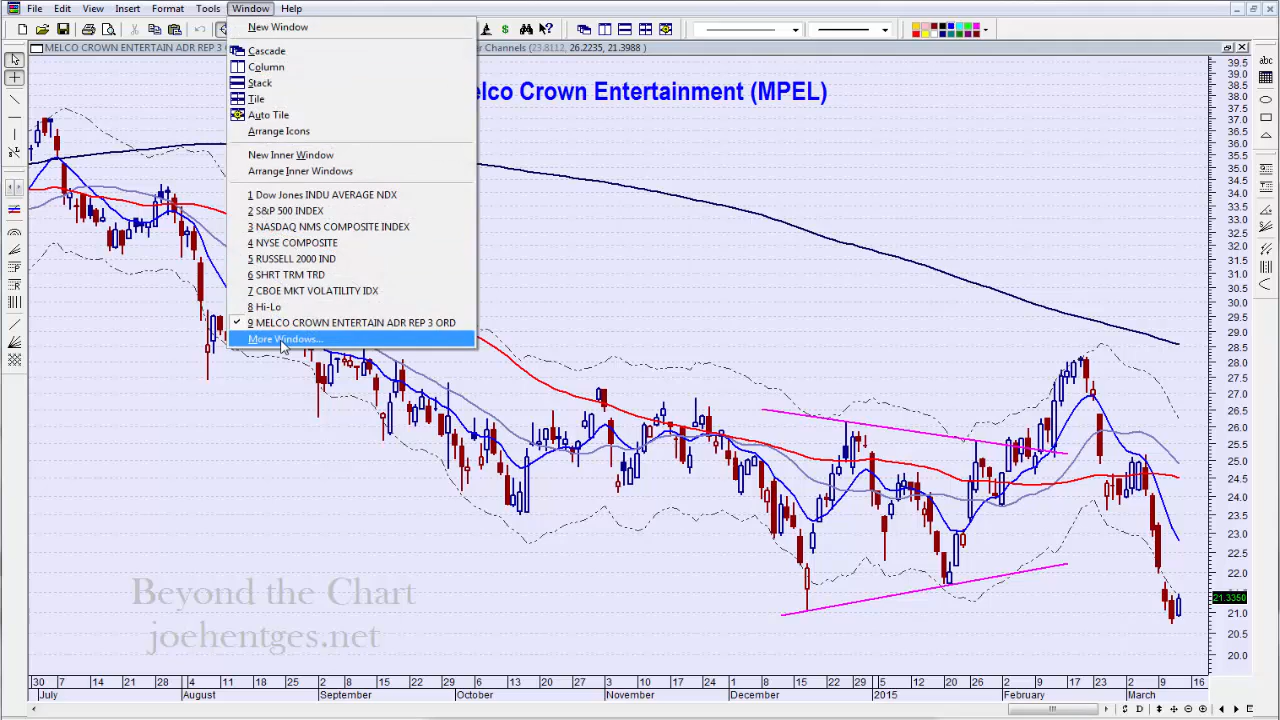 File Edit View Insert Format Tools Window Help
MELCO CROWN ENTERTAIN ADR REP 3
Channels (23.8112, 26.2235, 21.3988 )
New Window
Cascade
Column
Stack
Tile
Auto Tile
Arrange Icons
New Inner Window
Arrange Inner Windows
1 Dow Jones INDU AVERAGE NDX
2 S&P 500 INDEX
3 NASDAQ NMS COMPOSITE INDEX
4 NYSE COMPOSITE
5 RUSSELL 2000 IND
6 SHRT TRM TRD
7 CBOE MKT VOLATILITY IDX
8 Hi-Lo
9 MELCO CROWN ENTERTAIN ADR REP 3 ORD
More Windows...
elco Crown Entertainment (MPEL)
abc
39.5
39.0
38.5
38.0
37.5
37.0
36.5
36.0
35.5
35.0
34.5
34.0
33.5
33.0
32.5
32.0
31.5
31.0
30.5
30.0
29.5
29.0
28.5
28.0
27.5
27.0
26.5
26.0
25.5
25.0
24.5
24.0
23.5
23.0
22.5
22.0
21.3350
21.0
20.5
20.0
Beyond the Chart
joehentges.net
30 7 14 21 28 4 11 18 25 2 8 15 22 29 6 13 20 27 3 10 17 24 1 8 15 22 29 5 12 20 26 2 9 17 23 2 9 16
July August September October November December 2015 February March
D